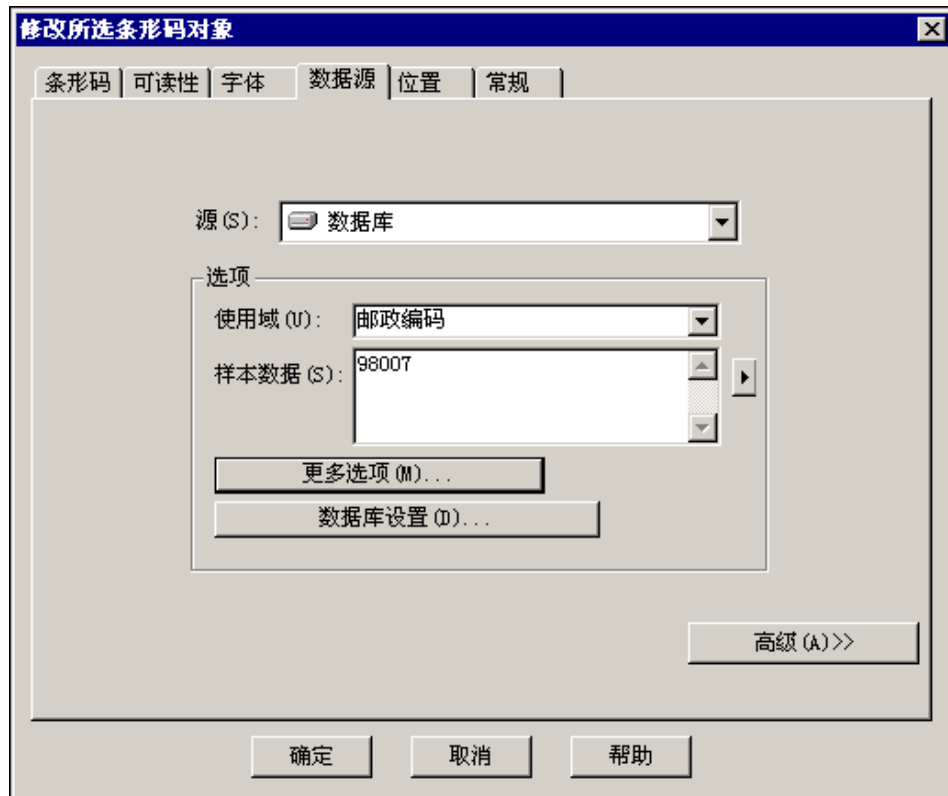 修改所选条形码对象
条形码 可读性 字体 数据源 位置 常规
源(S): 数据库
选项
使用域(U): 邮政编码
样本数据(S): 98007
更多选项(M)...
数据库设置(D)...
高级(A)>>
确定 取消 帮助